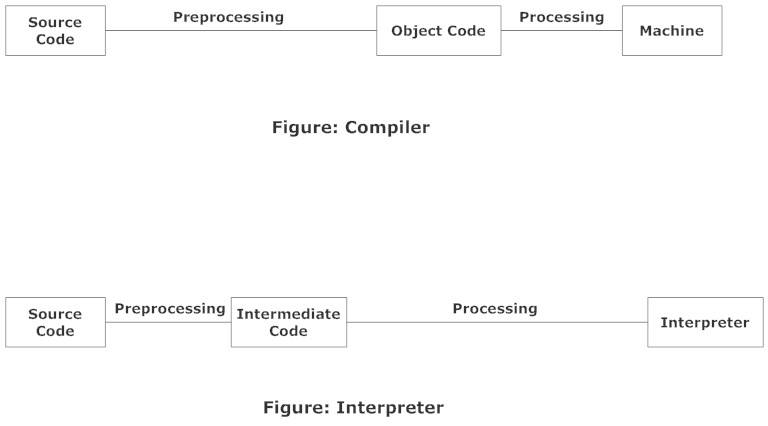 Source
Code
Preprocessing
Object Code
Processing
Machine
Figure: Compiler
Source
Code
Preprocessing
Intermediate
Code
Processing
Interpreter
Figure: Interpreter